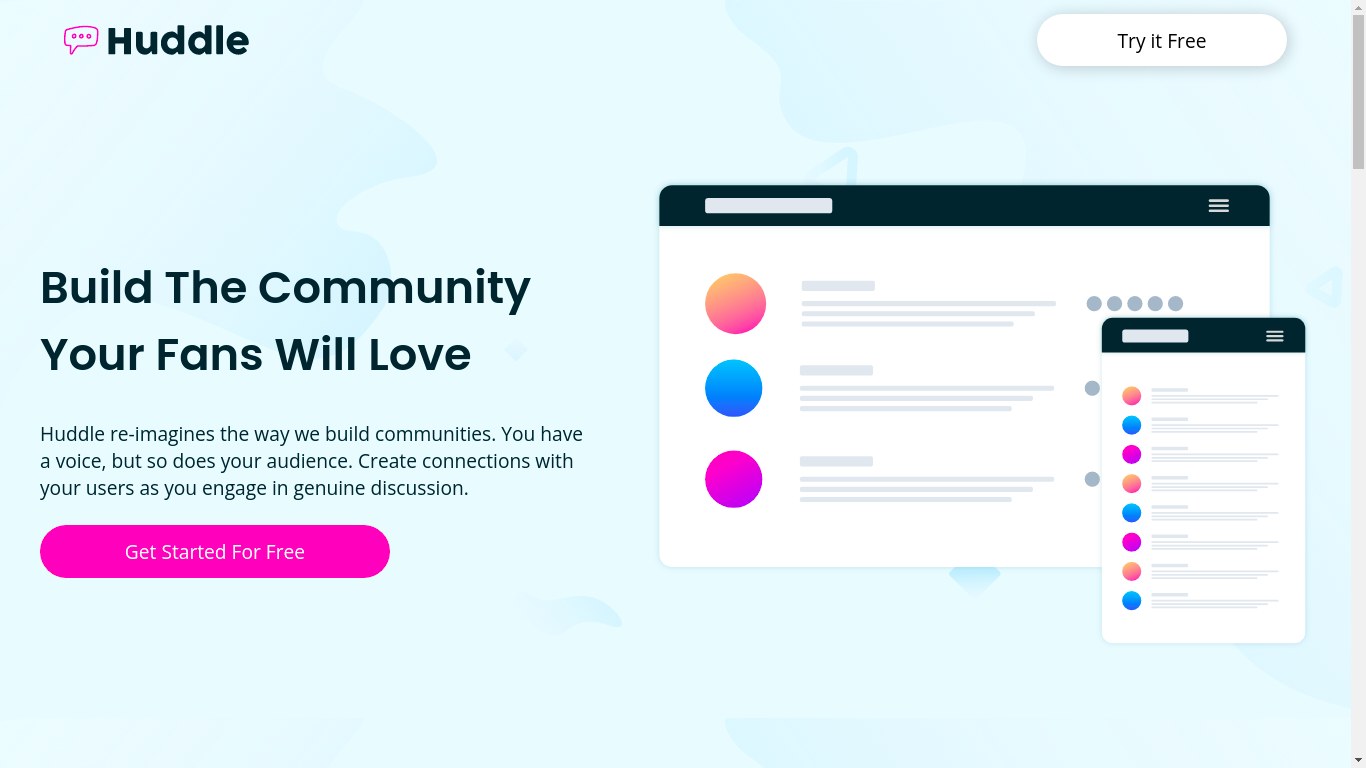 Huddle
Try it Free
Build The Community
Your Fans Will Love
Huddle re-imagines the way we build communities. You have
a voice, but so does your audience. Create connections with
your users as you engage in genuine discussion.
Get Started For Free